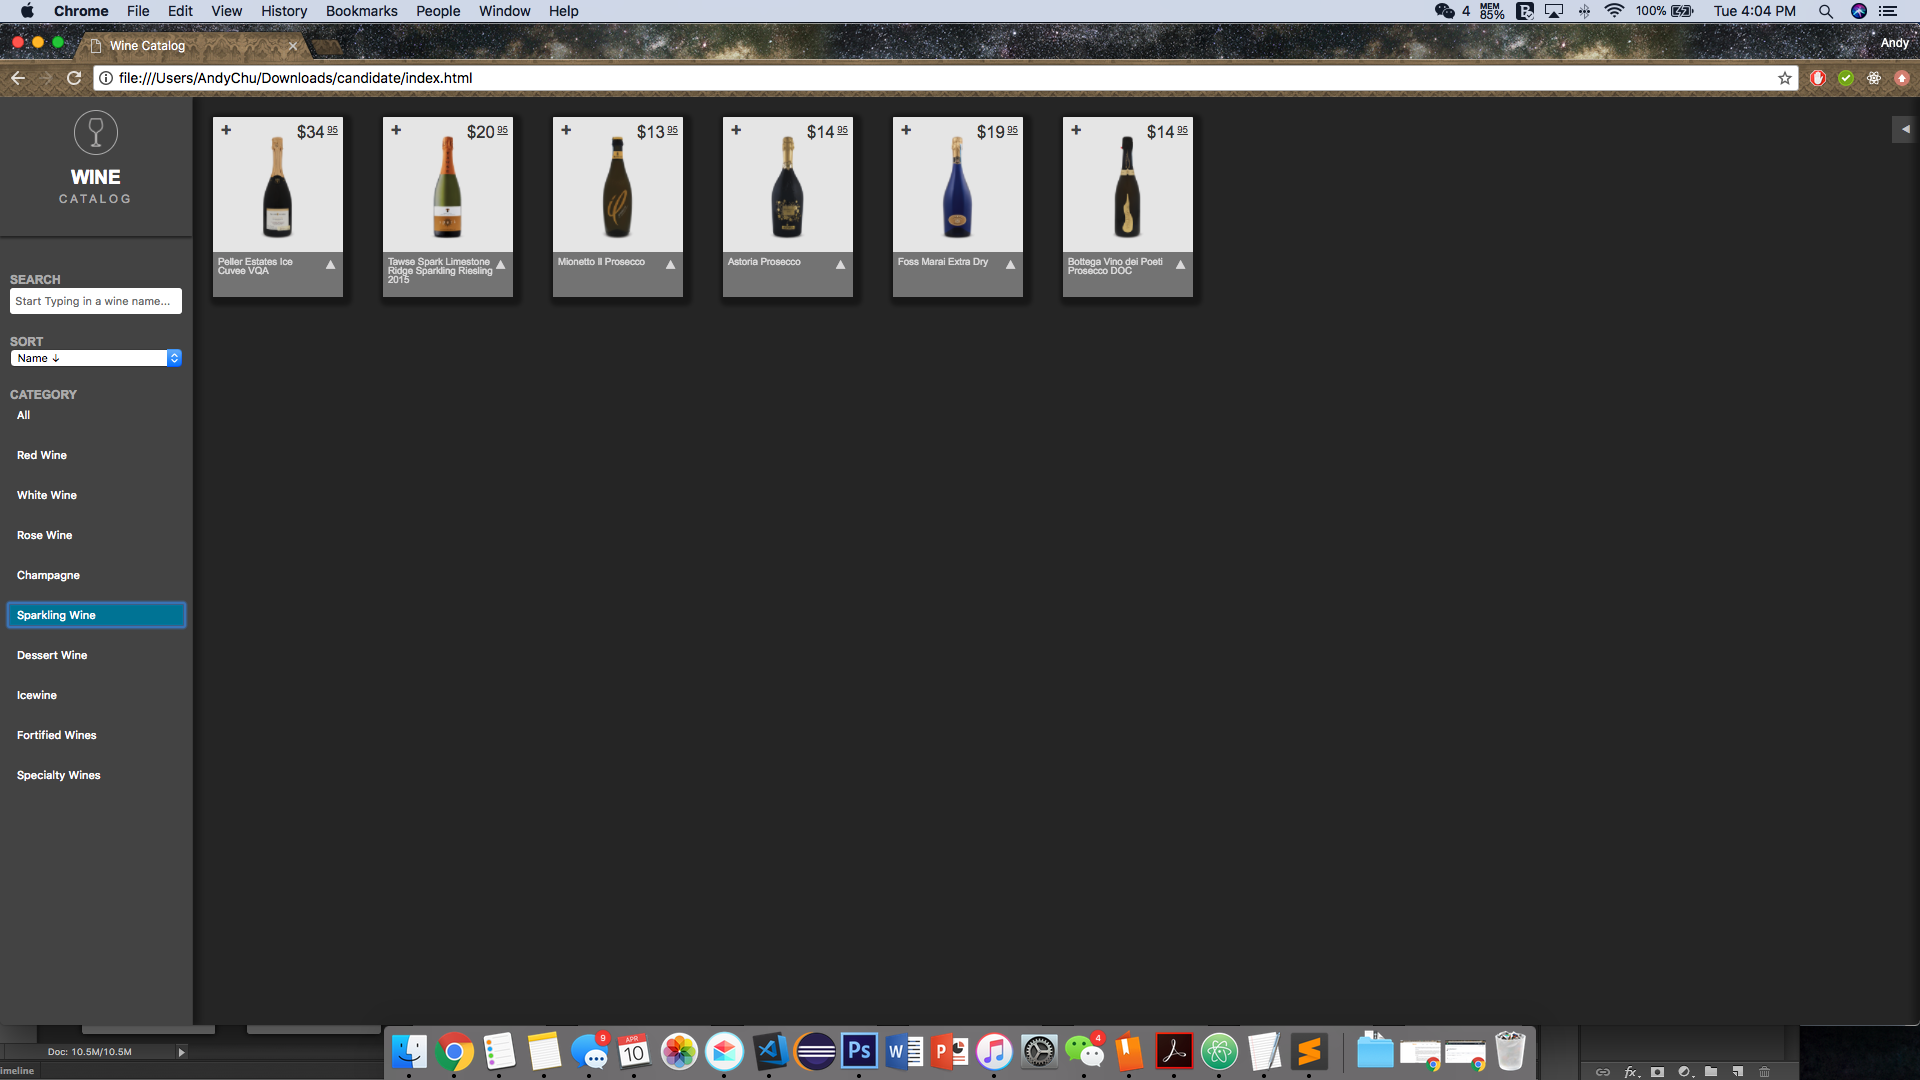 Chrome File Edit View History Bookmarks People Window Help
4 MEM 85% 100% Tue 4:04 PM
Wine Catalog
Andy
file:///Users/AndyChu/Downloads/candidate/index.html
WINE
CATALOG
SEARCH
Start Typing in a wine name...
SORT
Name ↓
CATEGORY
All
Red Wine
White Wine
Rose Wine
Champagne
Sparkling Wine
Dessert Wine
Icewine
Fortified Wines
Specialty Wines
+ $34 95
Peller Estates Ice
Cuvee VQA
+ $20 95
Tawse Spark Limestone
Ridge Sparkling Riesling
2015
+ $13 95
Mionetto Il Prosecco
+ $14 95
Astoria Prosecco
+ $19 95
Foss Marai Extra Dry
+ $14 95
Bottega Vino dei Poeti
Prosecco DOC
Doc: 10.5M/10.5M
imeline
9
APR
10
Ps
W
P
4
fx